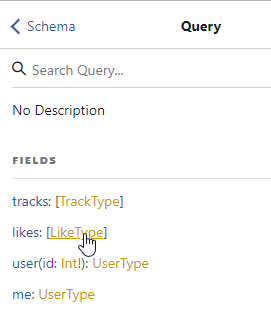 Schema
Query
Search Query...
No Description
FIELDS
tracks: [TrackType]
likes: [LikeType]
user(id: Int!): UserType
me: UserType